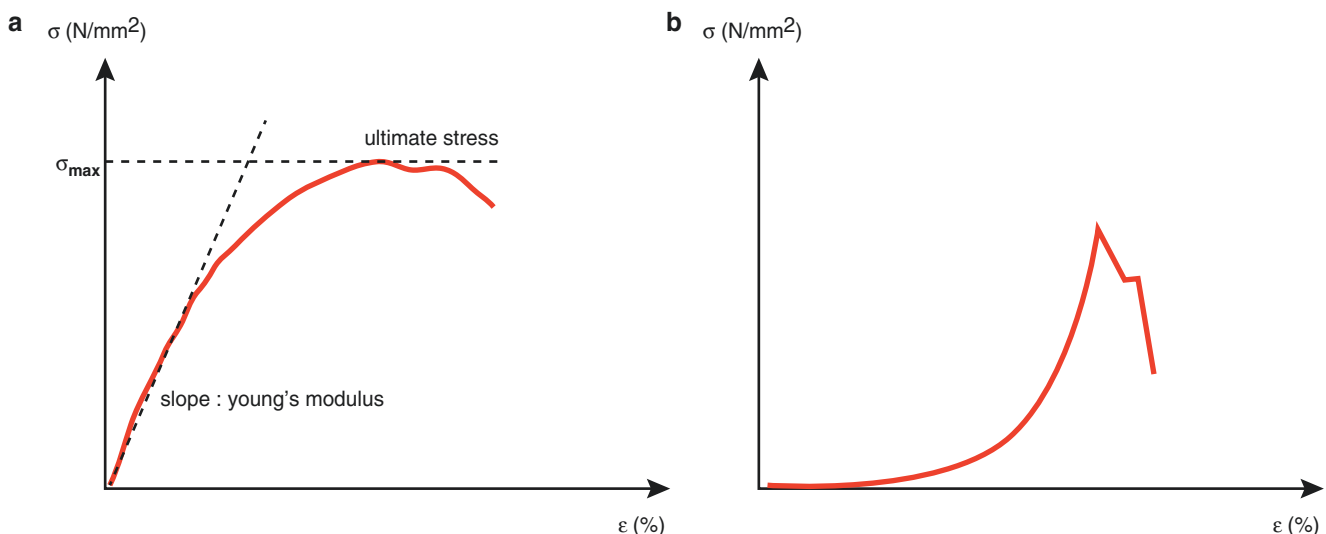 a
σ (N/mm²)
ultimate stress
σmax
slope : young's modulus
ε (%)
b
σ (N/mm²)
ε (%)